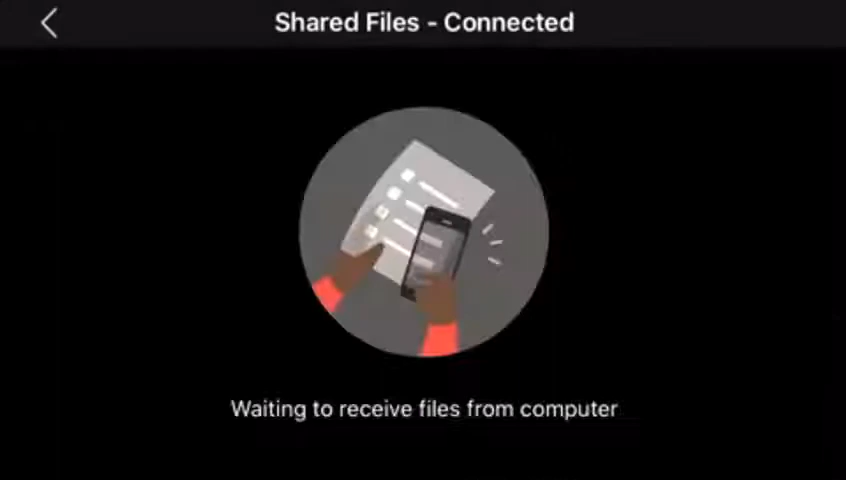 Shared Files - Connected
Waiting to receive files from computer